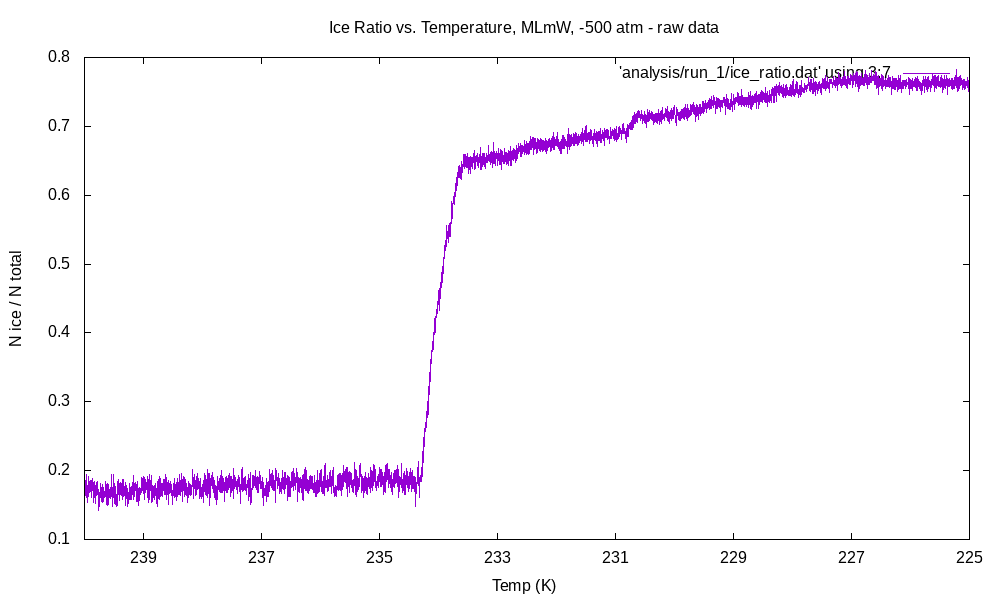 Ice Ratio vs. Temperature, MLmW, -500 atm - raw data
'analysis/run_1/ice_ratio.dat' using 3:7
0.8
0.7
0.6
0.5
0.4
0.3
0.2
0.1
N ice / N total
239 237 235 233 231 229 227 225
Temp (K)